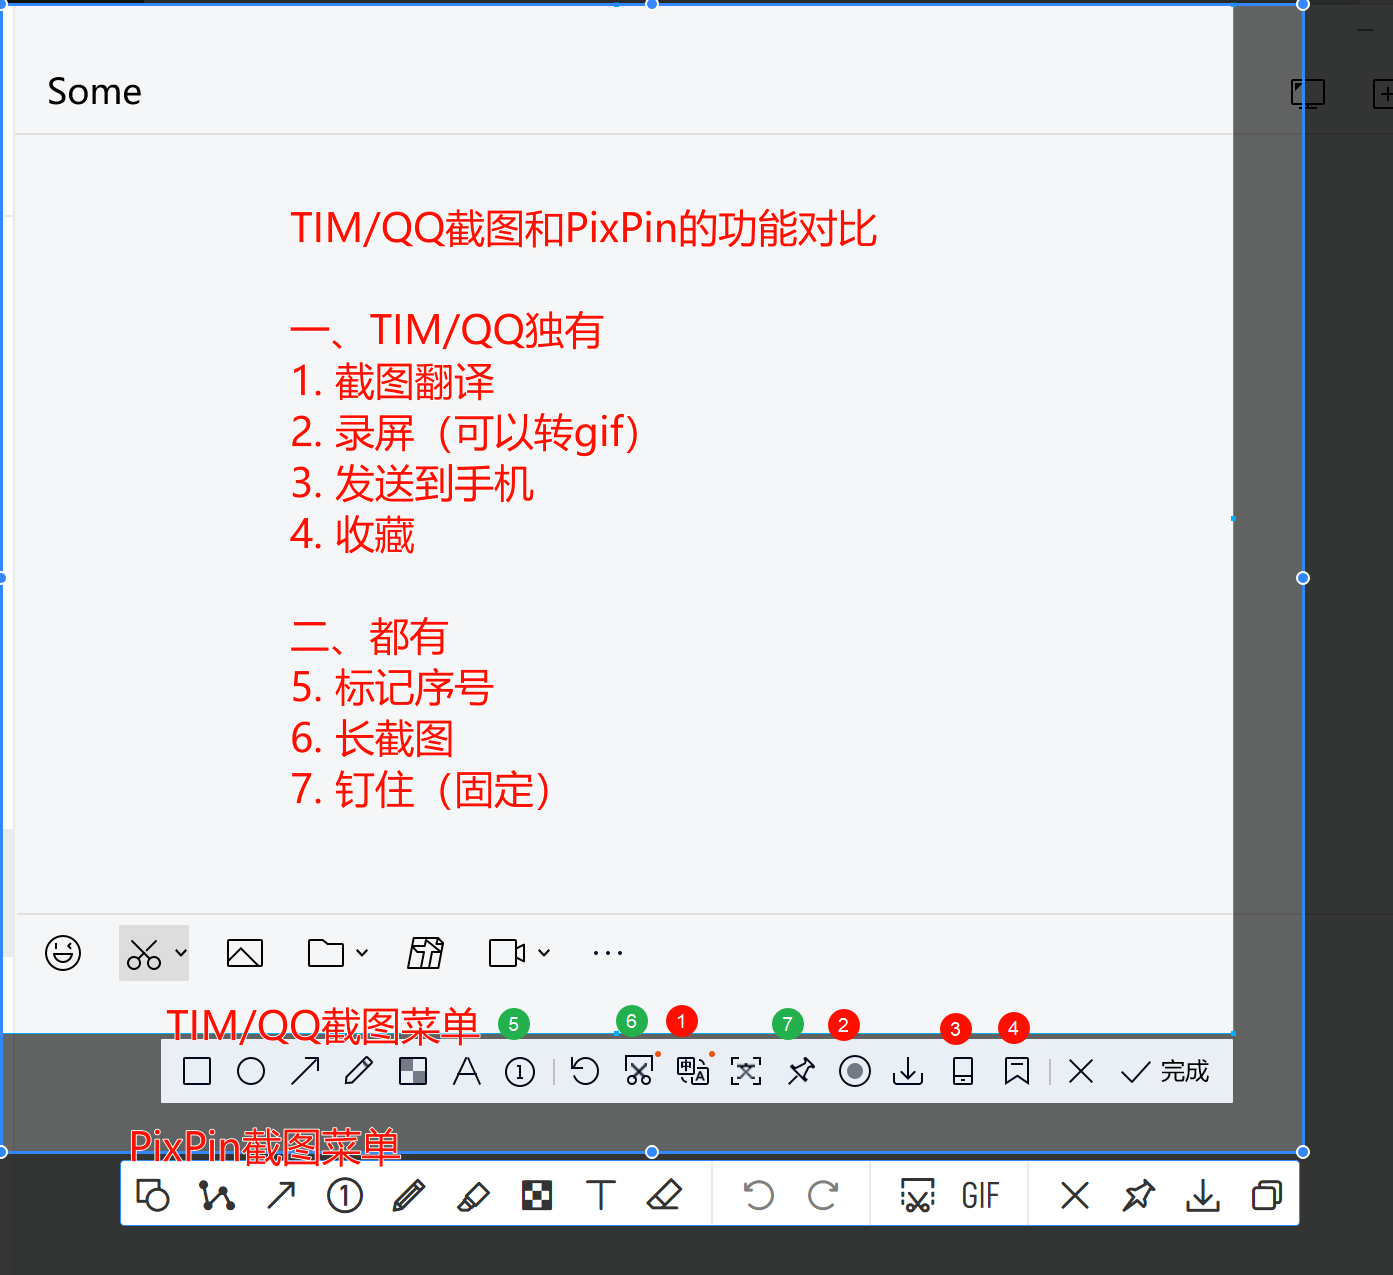 Some
TIM/QQ截图和PixPin的功能对比
一、TIM/QQ独有
1. 截图翻译
2. 录屏（可以转gif）
3. 发送到手机
4. 收藏
二、都有
5. 标记序号
6. 长截图
7. 钉住（固定）
TIM/QQ截图菜单 5 6 1 7 2 3 4
1 中A 文 完成
PixPin截图菜单
1 T GIF